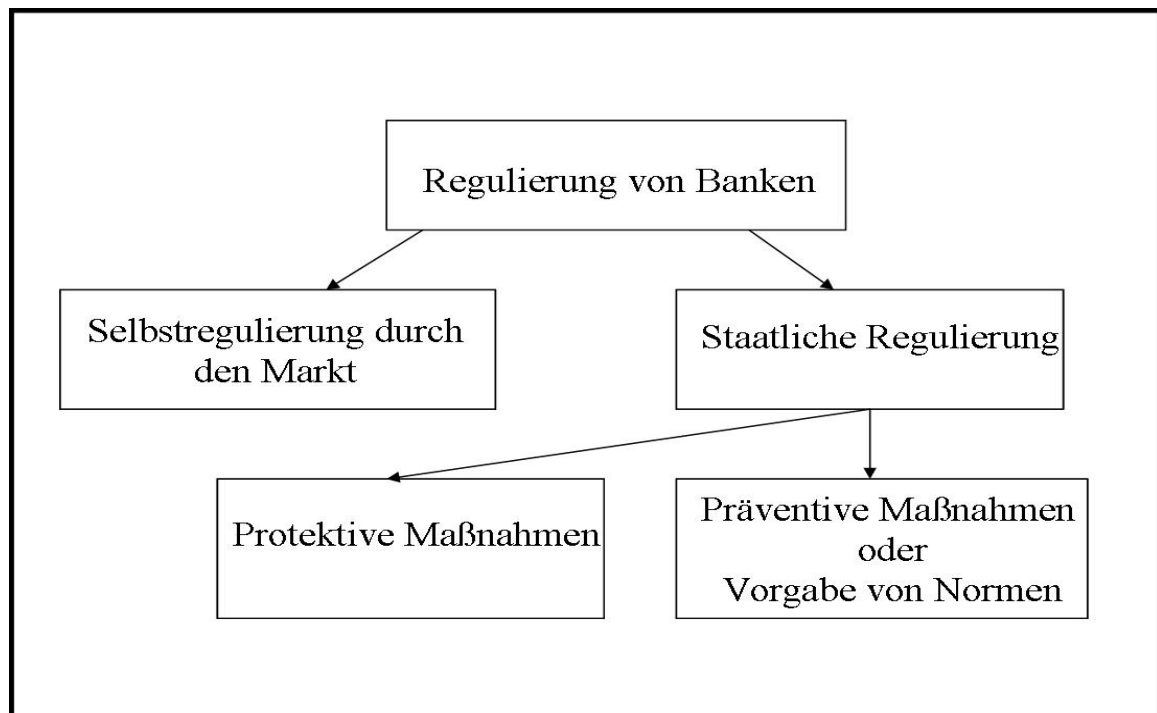 Regulierung von Banken
Selbstregulierung durch
den Markt
Staatliche Regulierung
Protektive Maßnahmen
Präventive Maßnahmen
oder
Vorgabe von Normen